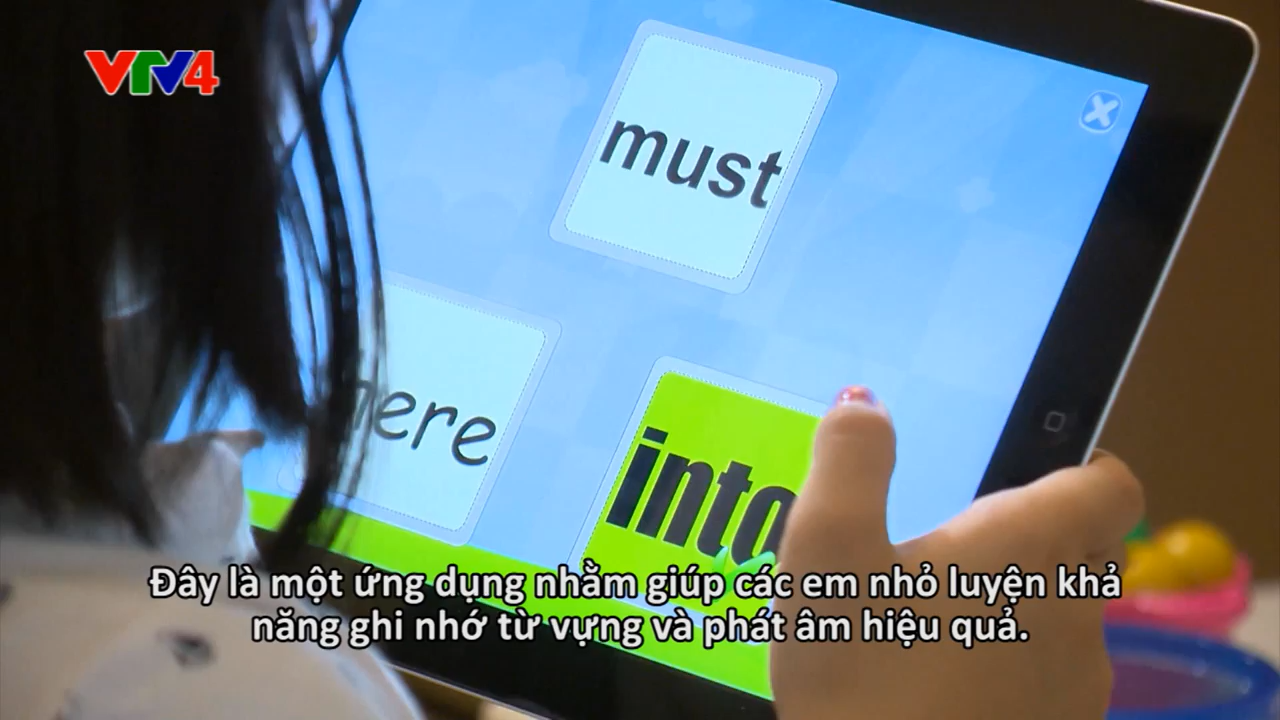 VTV4
must
here
into
Đây là một ứng dụng nhằm giúp các em nhỏ luyện khả
năng ghi nhớ từ vựng và phát âm hiệu quả.